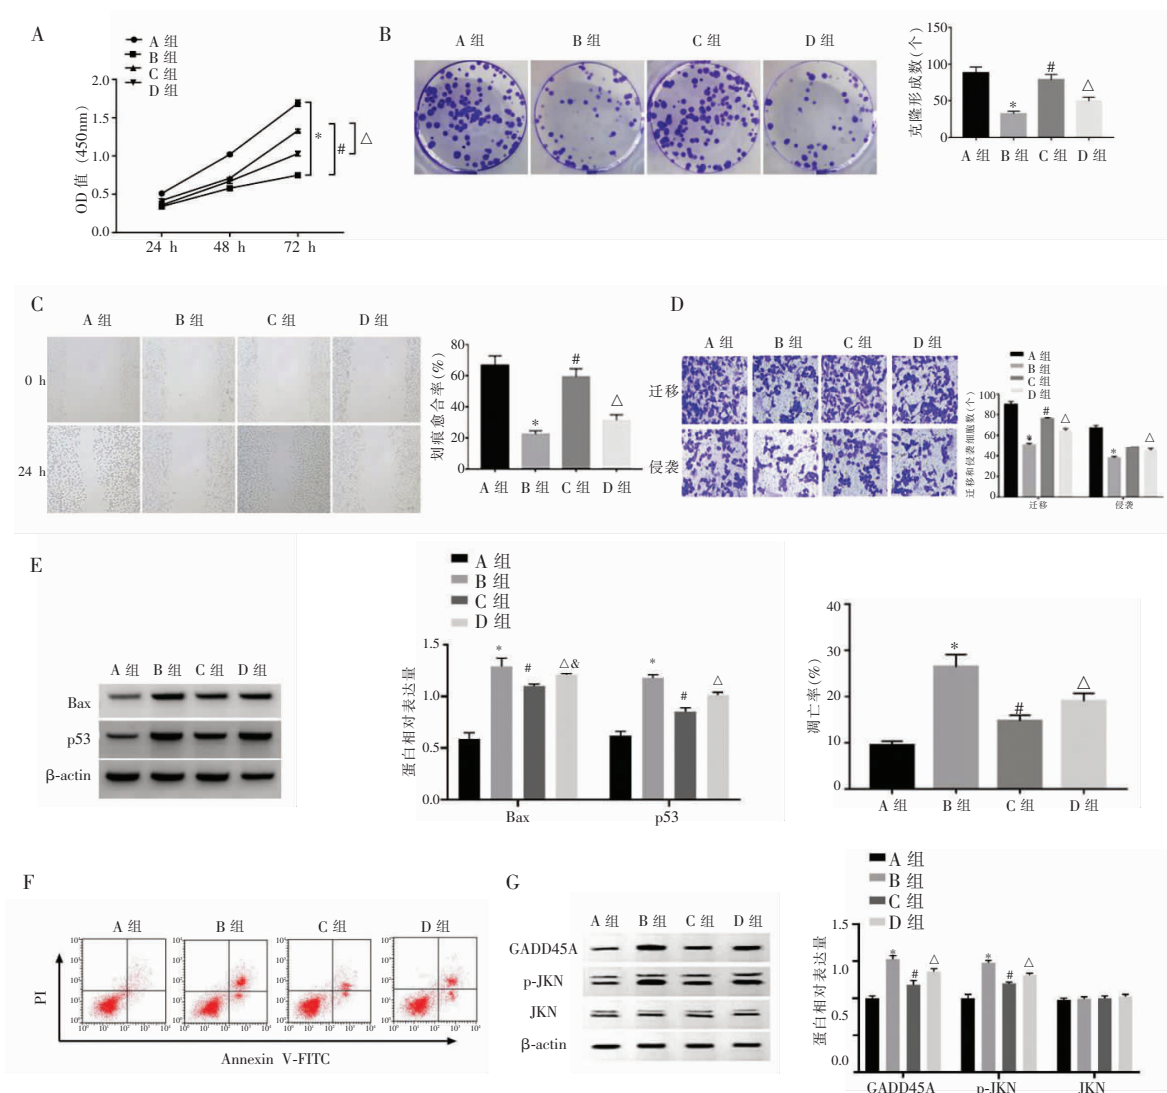 A
A 组
B 组
C 组
D 组
OD 值 (450nm)
2.0
1.5
1.0
0.5
0.0
24 h 48 h 72 h
* # △
B
A 组 B 组 C 组 D 组
克隆形成数(个)
150
100
50
0
* # △
A 组 B 组 C 组 D 组
C
A 组 B 组 C 组 D 组
0 h
24 h
划痕愈合率(%)
80
60
40
20
0
* # △
A 组 B 组 C 组 D 组
D
A 组 B 组 C 组 D 组
迁移
侵袭
A 组
B 组
C 组
D 组
迁移和侵袭细胞数(个)
100
80
60
40
20
0
* # △ * △
迁移 侵袭
E
A 组 B 组 C 组 D 组
Bax
p53
β-actin
A 组
B 组
C 组
D 组
蛋白相对表达量
1.5
1.0
0.5
0.0
* # △& * # △
Bax p53
凋亡率(%)
40
30
20
10
0
* # △
A 组 B 组 C 组 D 组
F
A 组 B 组 C 组 D 组
PI
Annexin V-FITC
G
A 组 B 组 C 组 D 组
GADD45A
p-JKN
JKN
β-actin
A 组
B 组
C 组
D 组
蛋白相对表达量
1.5
1.0
0.5
0.0
* # △ * # △
GADD45A p-JKN JKN